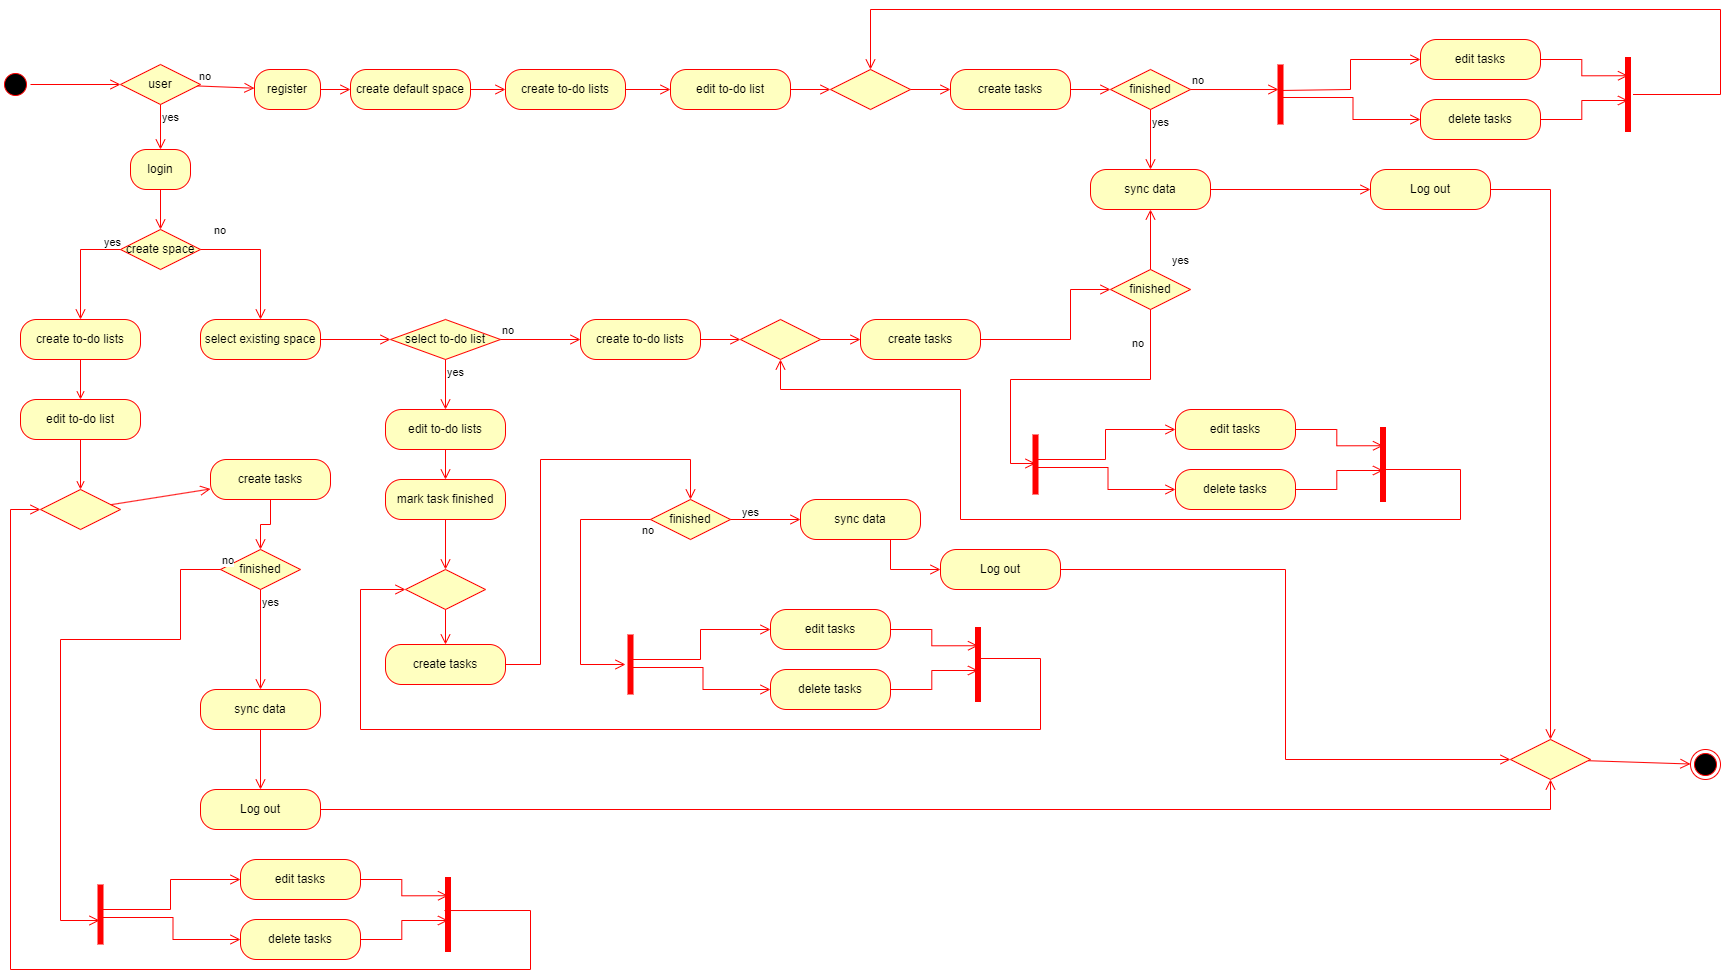 user
no
register
create default space
create to-do lists
edit to-do list
create tasks
finished
no
edit tasks
delete tasks
yes
yes
login
sync data
Log out
create space
yes
no
finished
yes
no
create to-do lists
select existing space
select to-do list
no
create to-do lists
create tasks
yes
edit to-do list
edit to-do lists
edit tasks
delete tasks
create tasks
mark task finished
finished
yes
no
sync data
Log out
no
finished
yes
create tasks
edit tasks
delete tasks
sync data
Log out
edit tasks
delete tasks